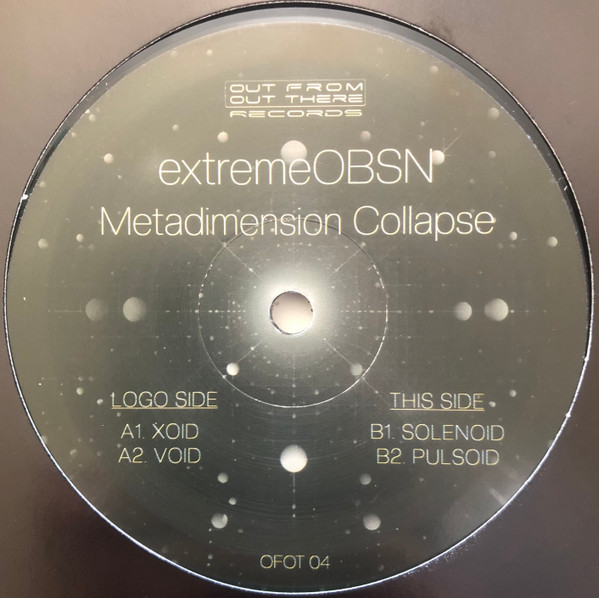 OUT FROM
OUT THERE
RECORDS
extremeOBSN
Metadimension Collapse
LOGO SIDE
A1. XOID
A2. VOID
THIS SIDE
B1. SOLENOID
B2. PULSOID
OFOT 04